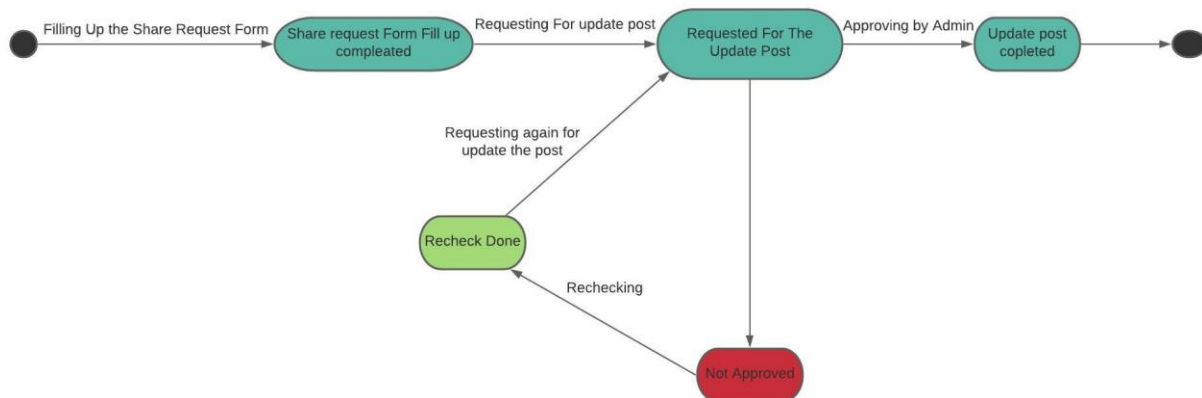 Filling Up the Share Request Form
Share request Form Fill up
compleated
Requesting For update post
Requested For The
Update Post
Approving by Admin
Update post
copleted
Requesting again for
update the post
Recheck Done
Rechecking
Not Approved